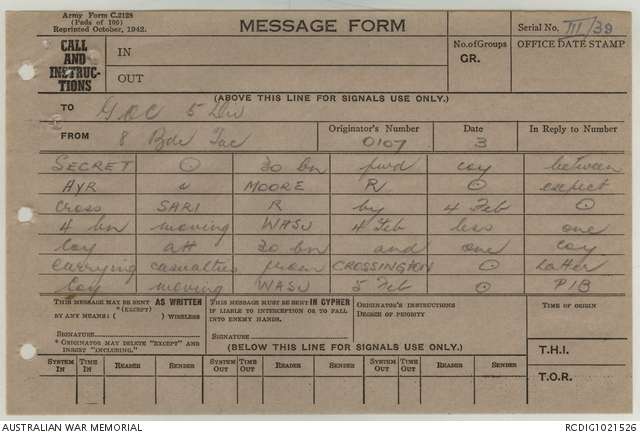 Army Form C.2128
(Pads of 100)
Reprinted October, 1942.
MESSAGE FORM
Serial No. III/39
CALL AND INSTRUC-TIONS
IN
OUT
No. of Groups
GR.
OFFICE DATE STAMP
(ABOVE THIS LINE FOR SIGNALS USE ONLY.)
TO GOC 5 Div
FROM 8 Bde Tac
Originator's Number 0107
Date 3
In Reply to Number
SECRET ⊙ 30 bn fwd coy between
AYR & MOORE R. ⊙ expect
cross SARI R by 4 Feb ⊙
4 bn moving WASU 4 Feb less one
coy att 30 bn and one coy
carrying casualties from CROSSINGTON ⊙ latter
coy moving WASU 5 Feb ⊙ PIB
THIS MESSAGE MAY BE SENT AS WRITTEN
*(EXCEPT)
BY ANY MEANS ( ) WIRELESS
SIGNATURE
* ORIGINATOR MAY DELETE "EXCEPT" AND INSERT "INCLUDING."
THIS MESSAGE MUST BE SENT IN CYPHER
IF LIABLE TO INTERCEPTION OR TO FALL INTO ENEMY HANDS.
SIGNATURE
ORIGINATOR'S INSTRUCTIONS
DEGREE OF PRIORITY
TIME OF ORIGIN
(BELOW THIS LINE FOR SIGNALS USE ONLY.)
T.H.I.
SYSTEM IN TIME IN READER SENDER SYSTEM OUT TIME OUT READER SENDER SYSTEM OUT TIME OUT READER SENDER
T.O.R.
AUSTRALIAN WAR MEMORIAL
RCDIG1021526